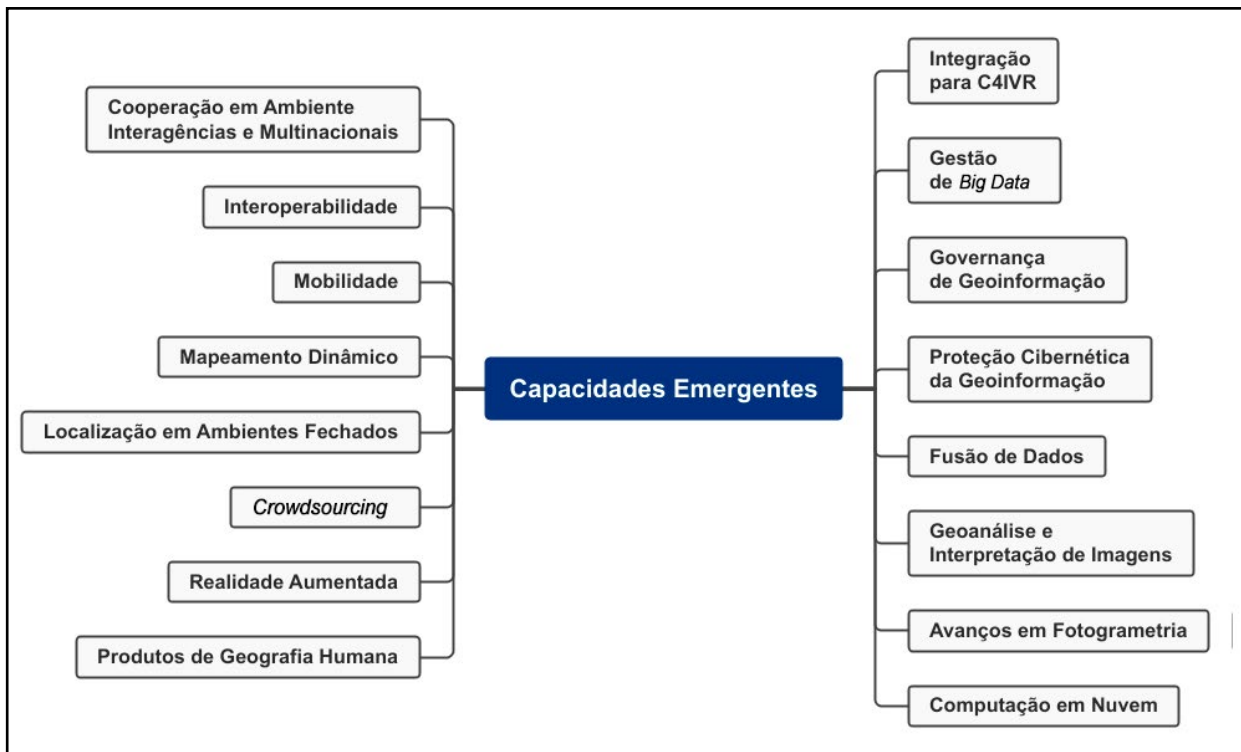 Cooperação em Ambiente
Interagências e Multinacionais
Interoperabilidade
Mobilidade
Mapeamento Dinâmico
Localização em Ambientes Fechados
Crowdsourcing
Realidade Aumentada
Produtos de Geografia Humana
Capacidades Emergentes
Integração
para C4IVR
Gestão
de Big Data
Governança
de Geoinformação
Proteção Cibernética
da Geoinformação
Fusão de Dados
Geoanálise e
Interpretação de Imagens
Avanços em Fotogrametria
Computação em Nuvem